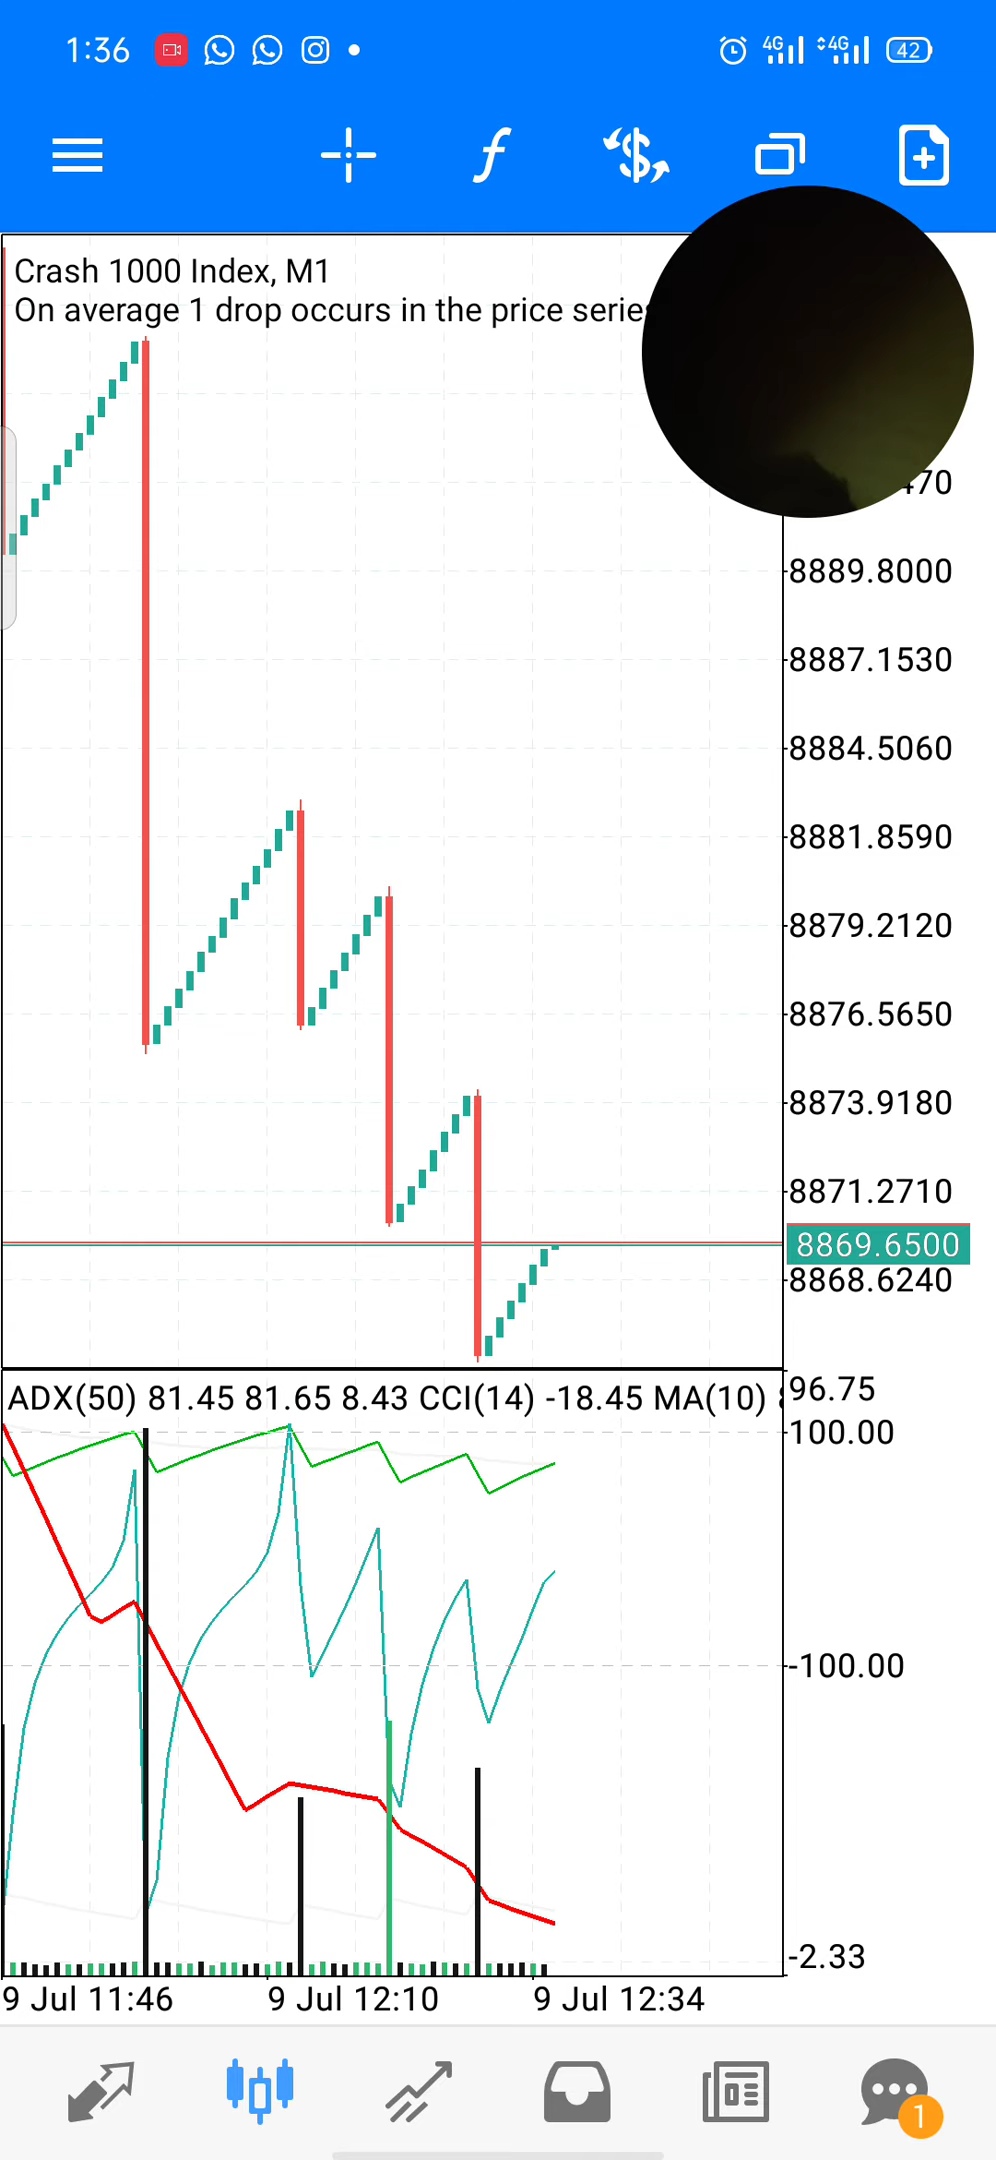 1:36
4G
4G
42
Crash 1000 Index, M1
On average 1 drop occurs in the price
8889.8000
8887.1530
8884.5060
8881.8590
8879.2120
8876.5650
8873.9180
8871.2710
8869.6500
8868.6240
ADX(50) 81.45 81.65 8.43 CCI(14) -18.45 MA(10)
96.75
100.00
-100.00
-2.33
9 Jul 11:46
9 Jul 12:10
9 Jul 12:34
1